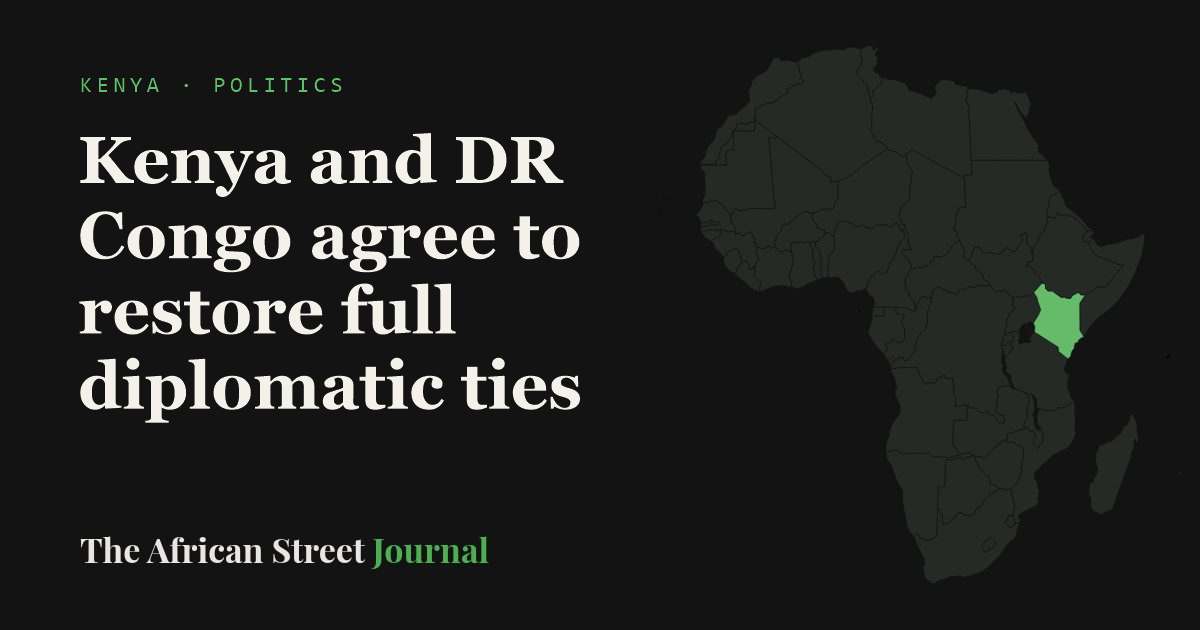 KENYA · POLITICS
Kenya and DR
Congo agree to
restore full
diplomatic ties
The African Street Journal